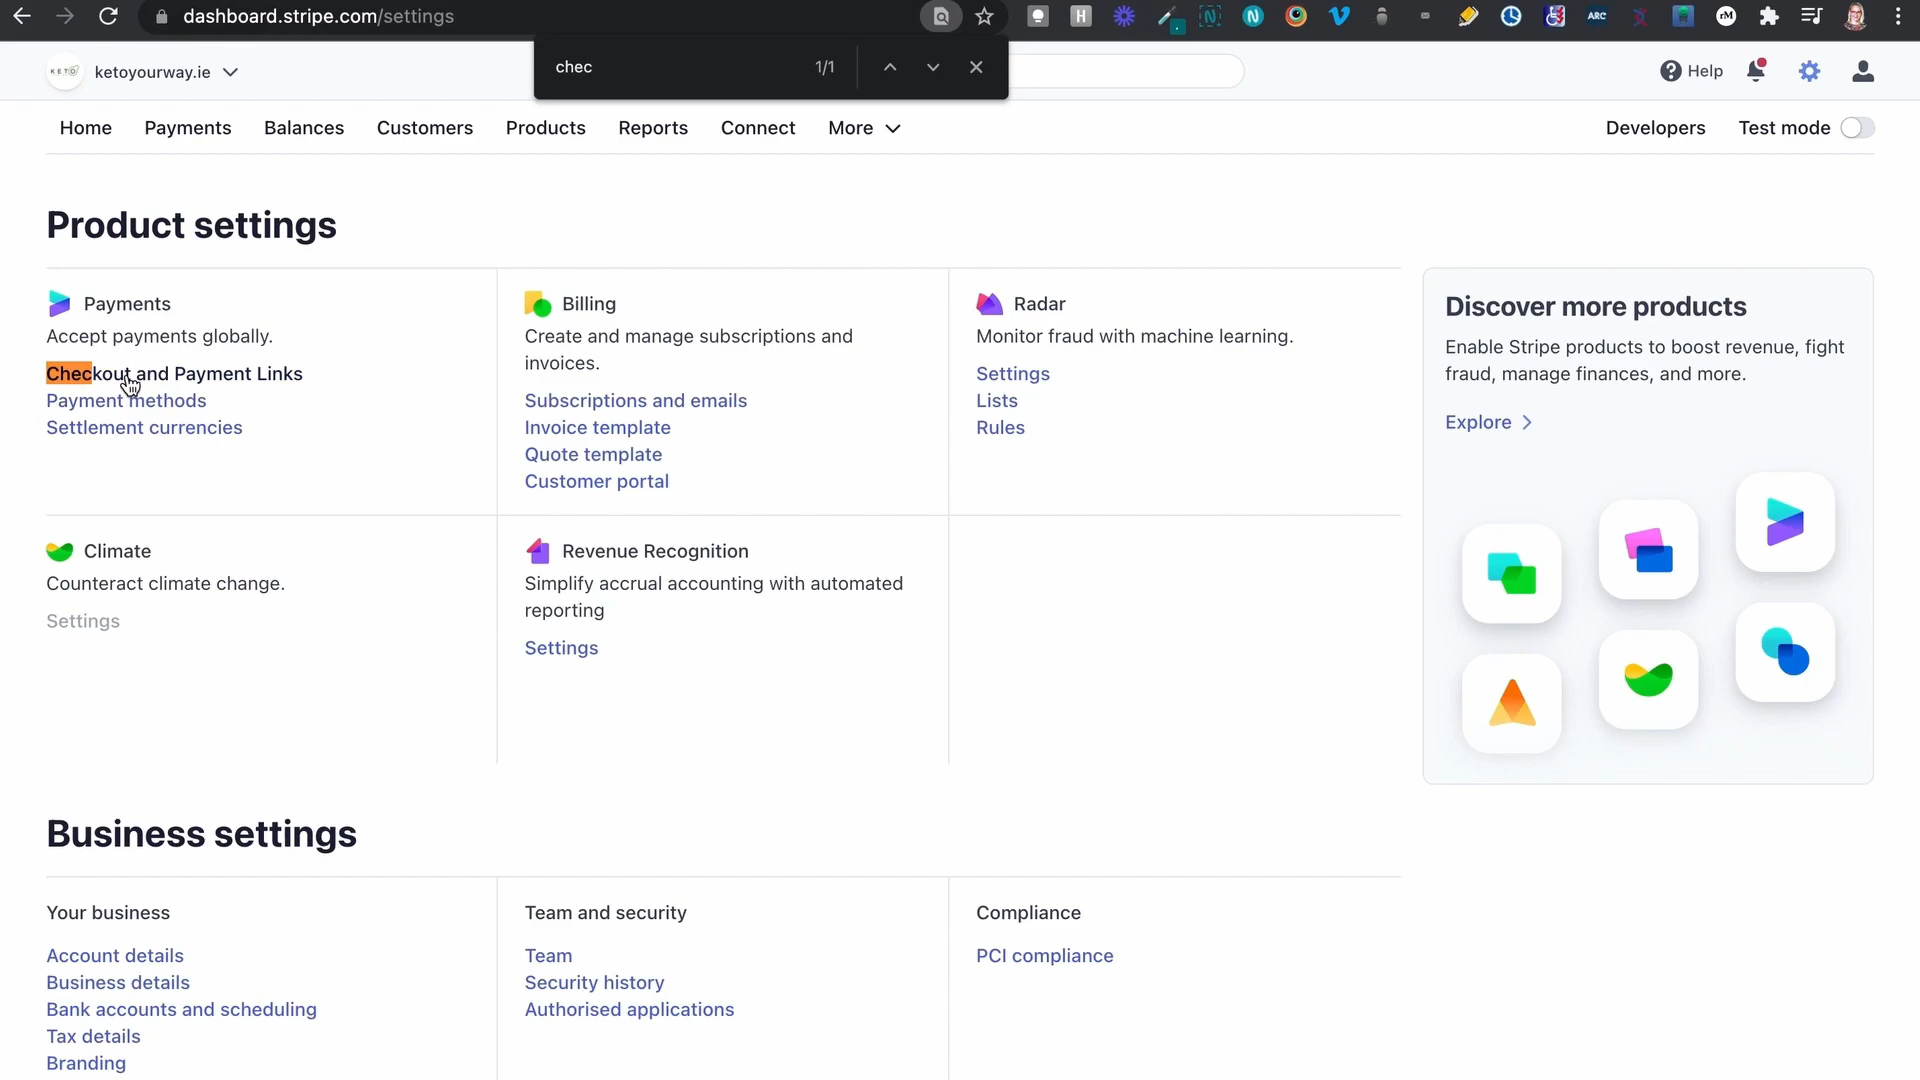 dashboard.stripe.com/settings
ARC
rM
chec
1/1
KETO
ketoyourway.ie
Help
Home
Payments
Balances
Customers
Products
Reports
Connect
More
Developers
Test mode
Product settings
Payments
Accept payments globally.
Checkout and Payment Links
Payment methods
Settlement currencies
Billing
Create and manage subscriptions and
invoices.
Subscriptions and emails
Invoice template
Quote template
Customer portal
Radar
Monitor fraud with machine learning.
Settings
Lists
Rules
Discover more products
Enable Stripe products to boost revenue, fight
fraud, manage finances, and more.
Explore
Climate
Counteract climate change.
Settings
Revenue Recognition
Simplify accrual accounting with automated
reporting
Settings
Business settings
Your business
Account details
Business details
Bank accounts and scheduling
Tax details
Branding
Team and security
Team
Security history
Authorised applications
Compliance
PCI compliance